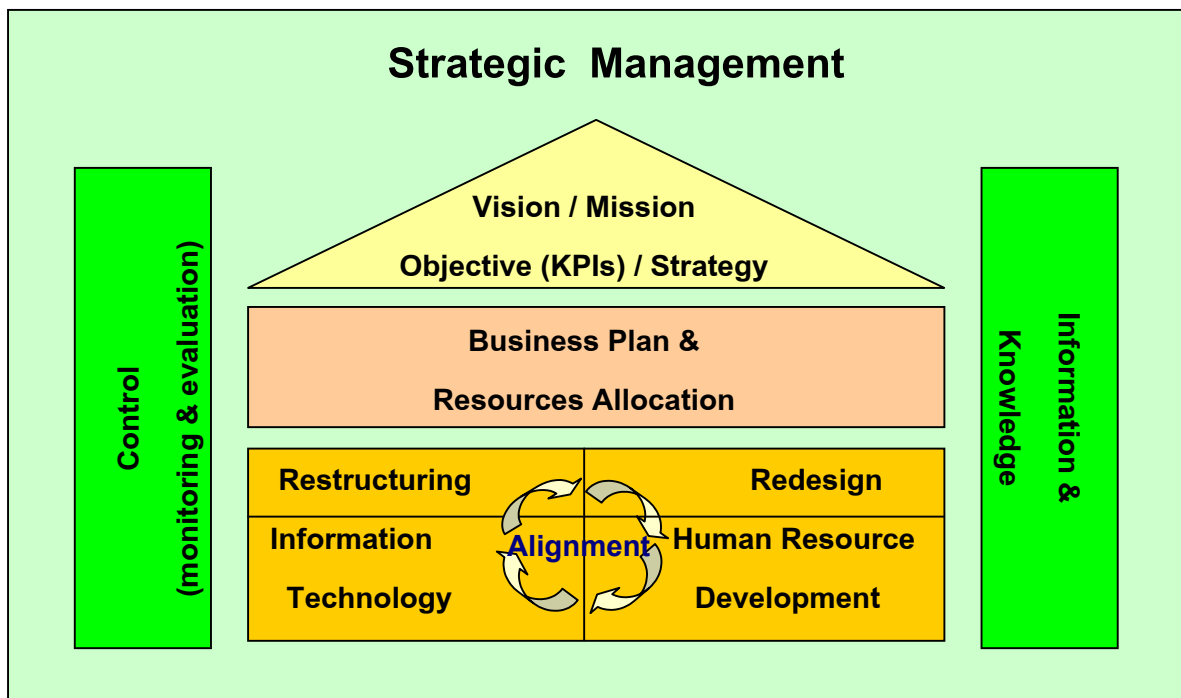 Strategic Management
Vision / Mission
Objective (KPIs) / Strategy
Control
(monitoring & evaluation)
Business Plan &
Resources Allocation
Information &
Knowledge
Restructuring
Redesign
Alignment
Information
Technology
Human Resource
Development